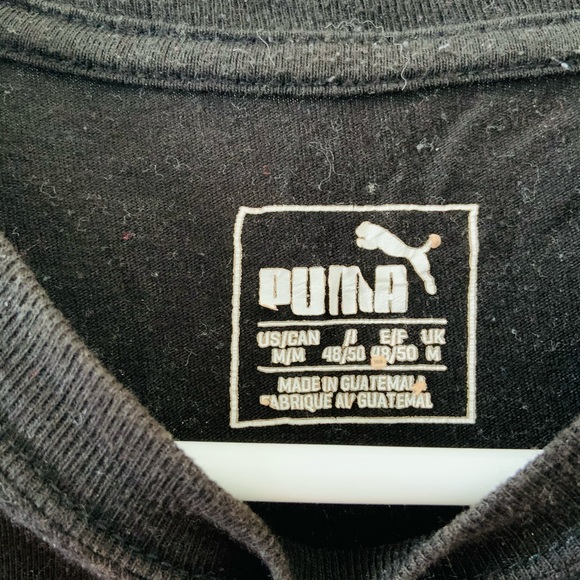 PUMA
US/CAN /I E/F UK
M/M 48/50 48/50 M
MADE IN GUATEMALA
FABRIQUE AU GUATEMAL